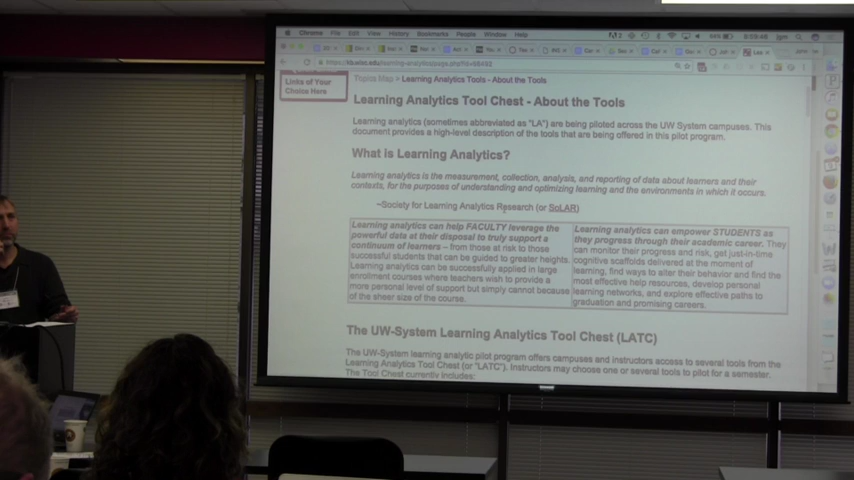 Chrome File Edit View History Bookmarks People Window Help
Links of Your
Choice Here
Topics Map > Learning Analytics Tools - About the Tools
Learning Analytics Tool Chest - About the Tools
Learning analytics (sometimes abbreviated as "LA") are being piloted across the UW System campuses. This
document provides a high-level description of the tools that are being offered in this pilot program.
What is Learning Analytics?
Learning analytics is the measurement, collection, analysis, and reporting of data about learners and their
contexts, for the purposes of understanding and optimizing learning and the environments in which it occurs.
~Society for Learning Analytics Research (or SoLAR)
Learning analytics can help FACULTY leverage the
powerful data at their disposal to truly support a
continuum of learners – from those at risk to those
successful students that can be guided to greater heights.
Learning analytics can be successfully applied in large
enrollment courses where teachers wish to provide a
more personal level of support but simply cannot because
of the sheer size of the course.
Learning analytics can empower STUDENTS as
they progress through their academic career. They
can monitor their progress and risk, get just-in-time
cognitive scaffolds delivered at the moment of
learning, find ways to alter their behavior and find the
most effective help resources, develop personal
learning networks, and explore effective paths to
graduation and promising careers.
The UW-System Learning Analytics Tool Chest (LATC)
The UW-System learning analytic pilot program offers campuses and instructors access to several tools from the
Learning Analytics Tool Chest (or "LATC"). Instructors may choose one or several tools to pilot for a semester.
The Tool Chest currently includes: